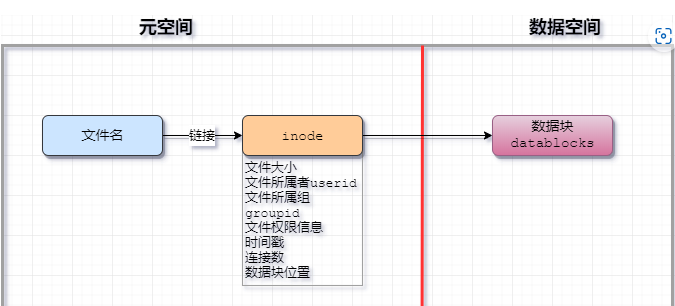 元空间
数据空间
文件名
链接
inode
数据块
datablocks
文件大小
文件所属者userid
文件所属组
groupid
文件权限信息
时间戳
连接数
数据块位置